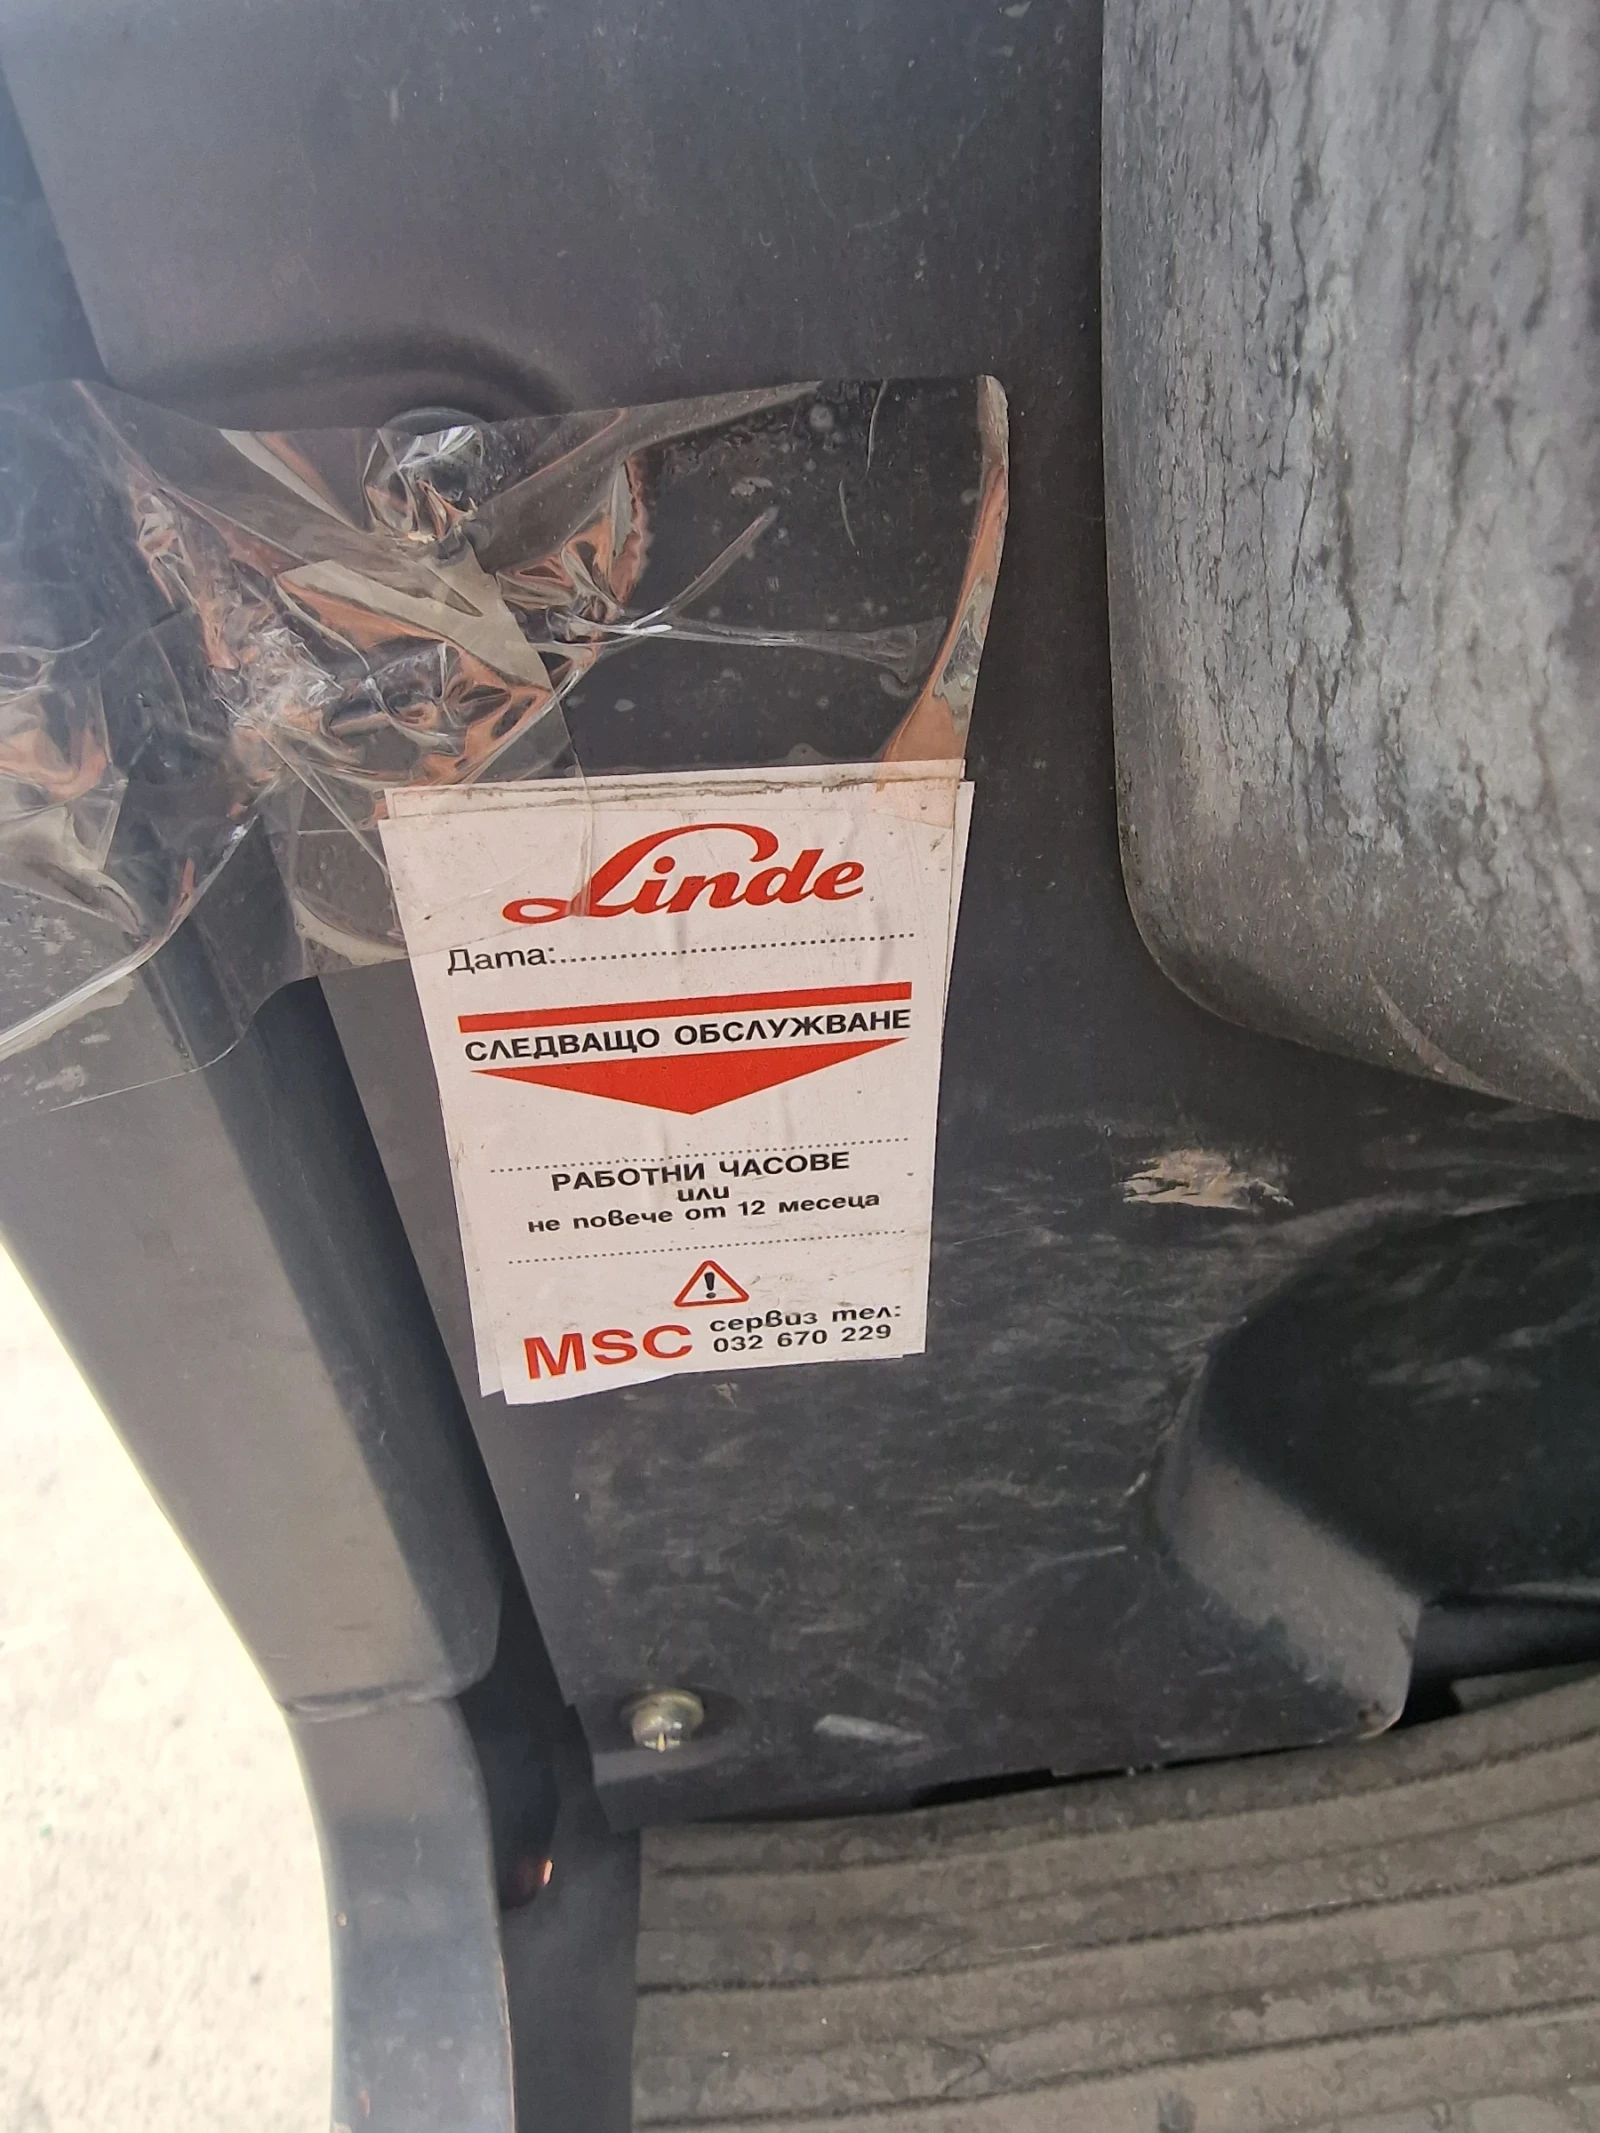 Linde
Дата:................................................
СЛЕДВАЩО ОБСЛУЖВАНЕ
РАБОТНИ ЧАСОВЕ
или
не повече от 12 месеца
сервиз тел:
MSC 032 670 229